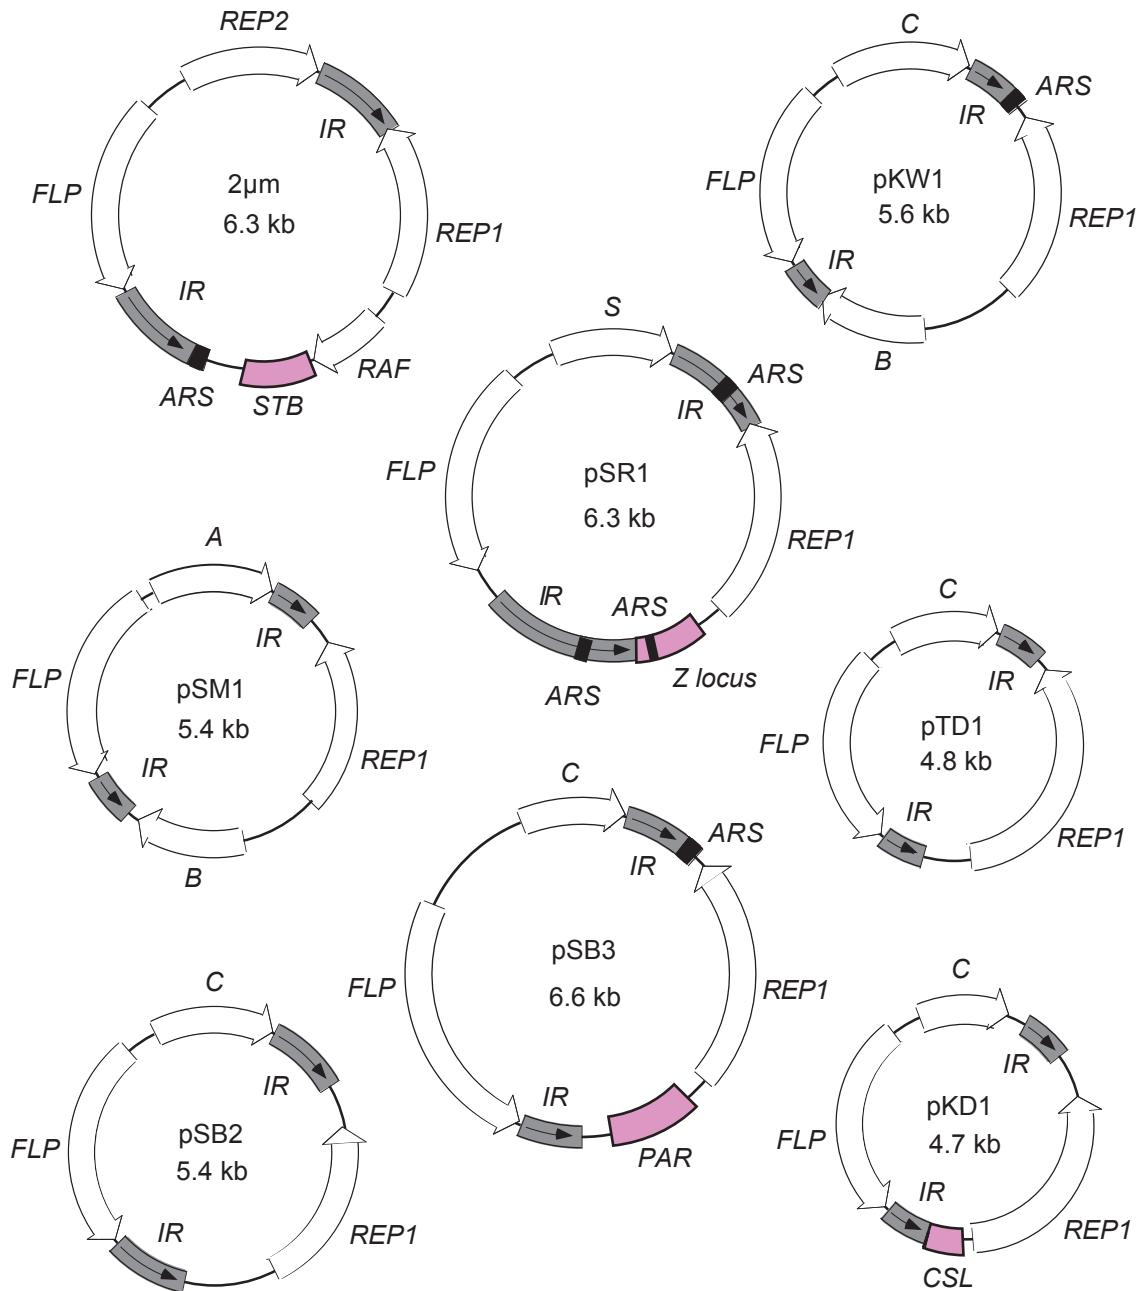 REP2
IR
FLP
2µm
6.3 kb
REP1
IR
ARS
STB
RAF
C
ARS
IR
FLP
pKW1
5.6 kb
REP1
IR
B
S
ARS
IR
FLP
pSR1
6.3 kb
REP1
IR
ARS
ARS
Z locus
A
IR
FLP
pSM1
5.4 kb
IR
REP1
B
C
IR
FLP
pTD1
4.8 kb
IR
REP1
C
ARS
IR
FLP
pSB3
6.6 kb
REP1
IR
PAR
C
IR
FLP
pSB2
5.4 kb
IR
REP1
C
IR
FLP
pKD1
4.7 kb
IR
REP1
CSL